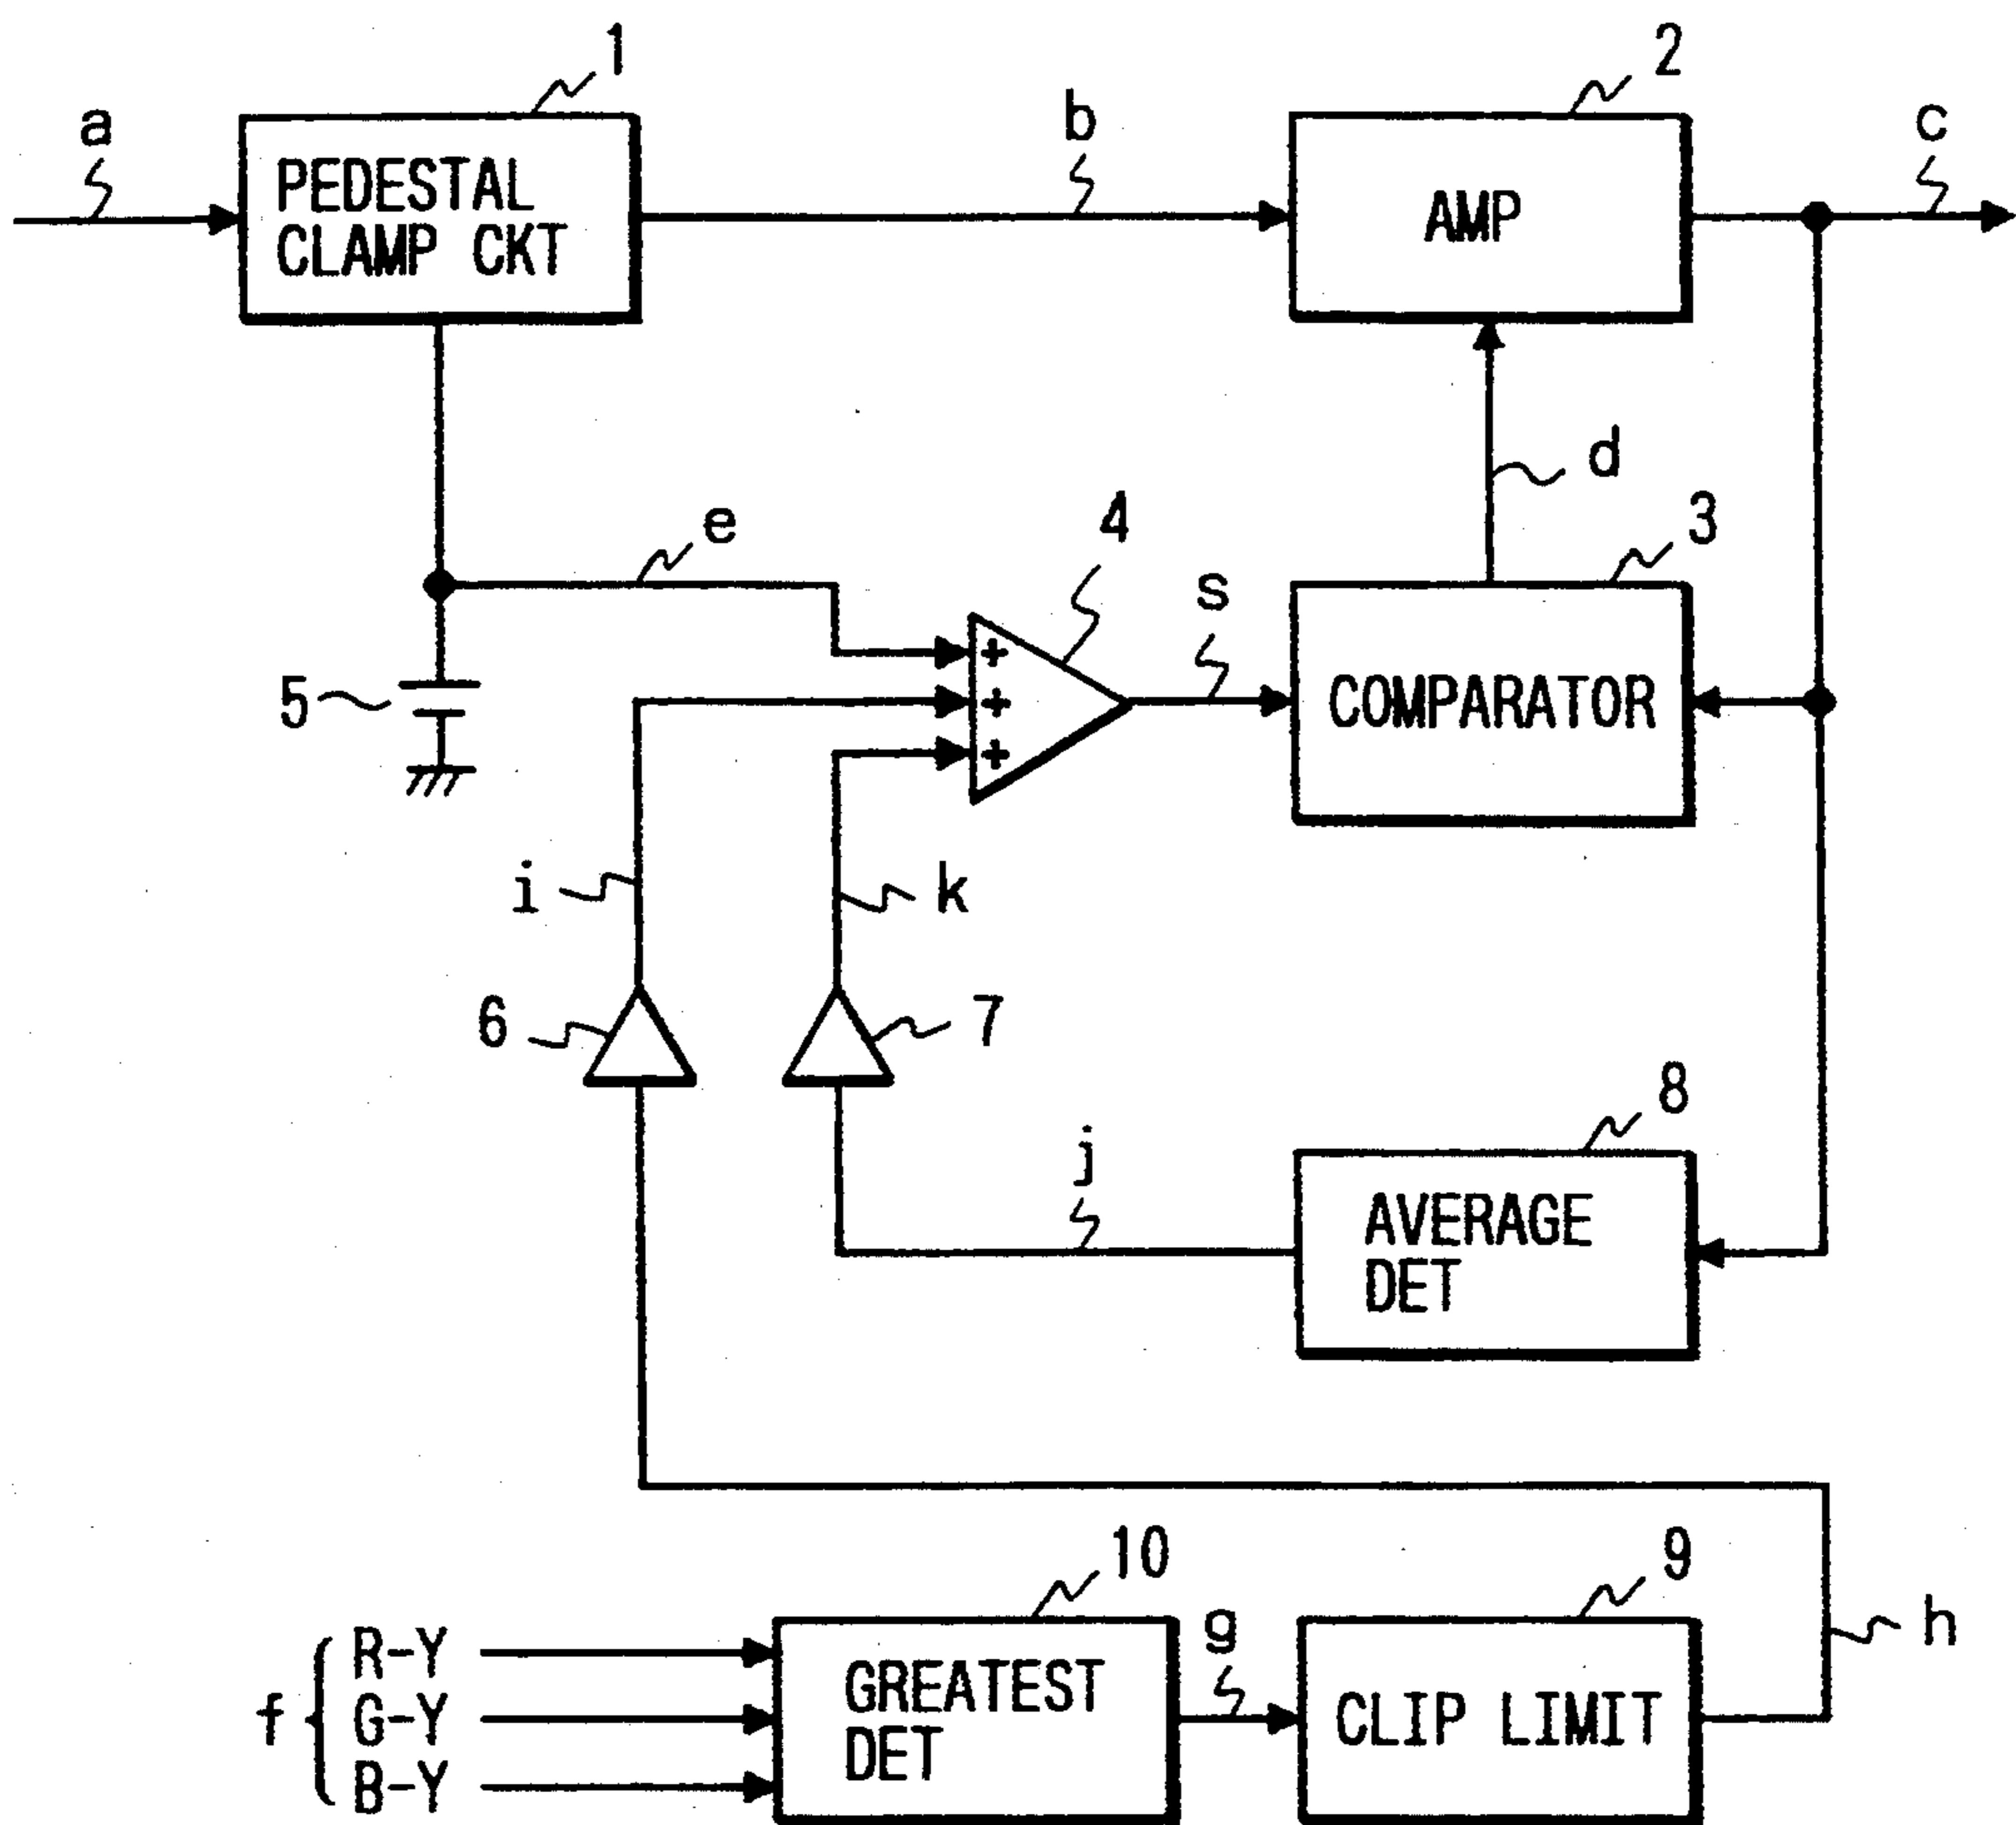 1
2
a
b
c
PEDESTAL
CLAMP CKT
AMP
d
e
4
3
s
5
+
+
+
COMPARATOR
i
k
6
7
8
j
AVERAGE
DET
10
9
g
h
f { R-Y
G-Y
B-Y
GREATEST
DET
CLIP LIMIT